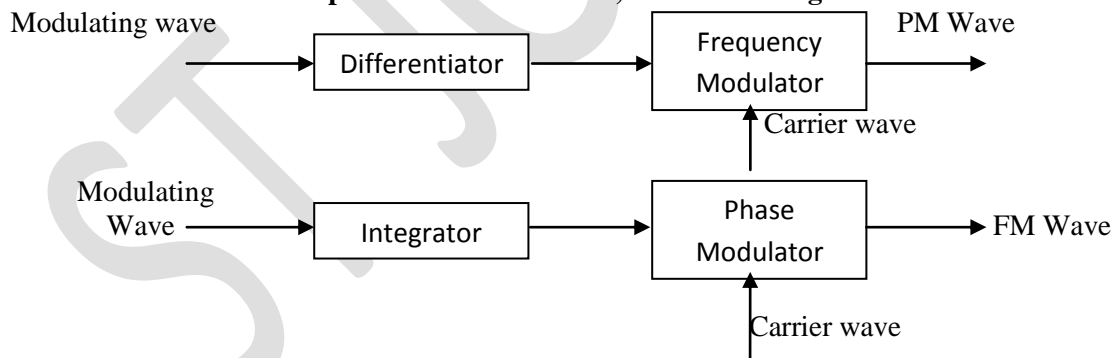 Modulating wave
Differentiator
Frequency
Modulator
PM Wave
Carrier wave
Modulating
Wave
Integrator
Phase
Modulator
FM Wave
Carrier wave